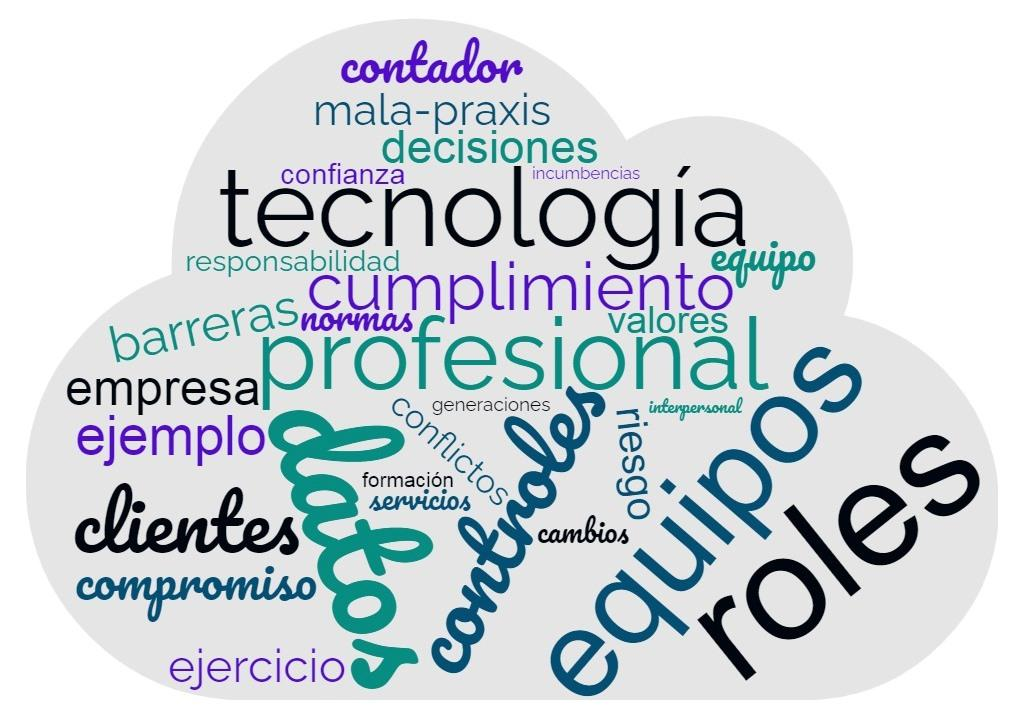 contador
mala-praxis
decisiones
confianza
incumbencias
tecnología
responsabilidad
equipo
cumplimiento
barreras
normas
valores
profesional
empresa
ejemplo
datos
conflictos
generaciones
controles
riesgo
interpersonal
equipos
roles
formación
servicios
cambios
clientes
compromiso
ejercicio